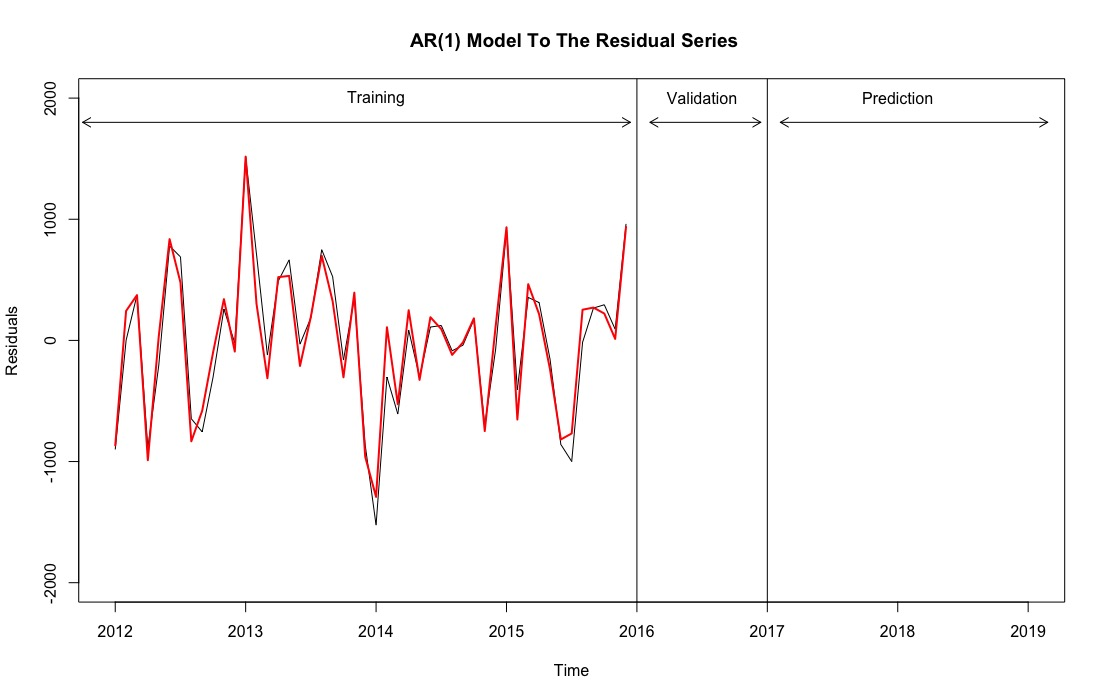 AR(1) Model To The Residual Series
Training
Validation
Prediction
2000
1000
0
-1000
-2000
Residuals
2012 2013 2014 2015 2016 2017 2018 2019
Time